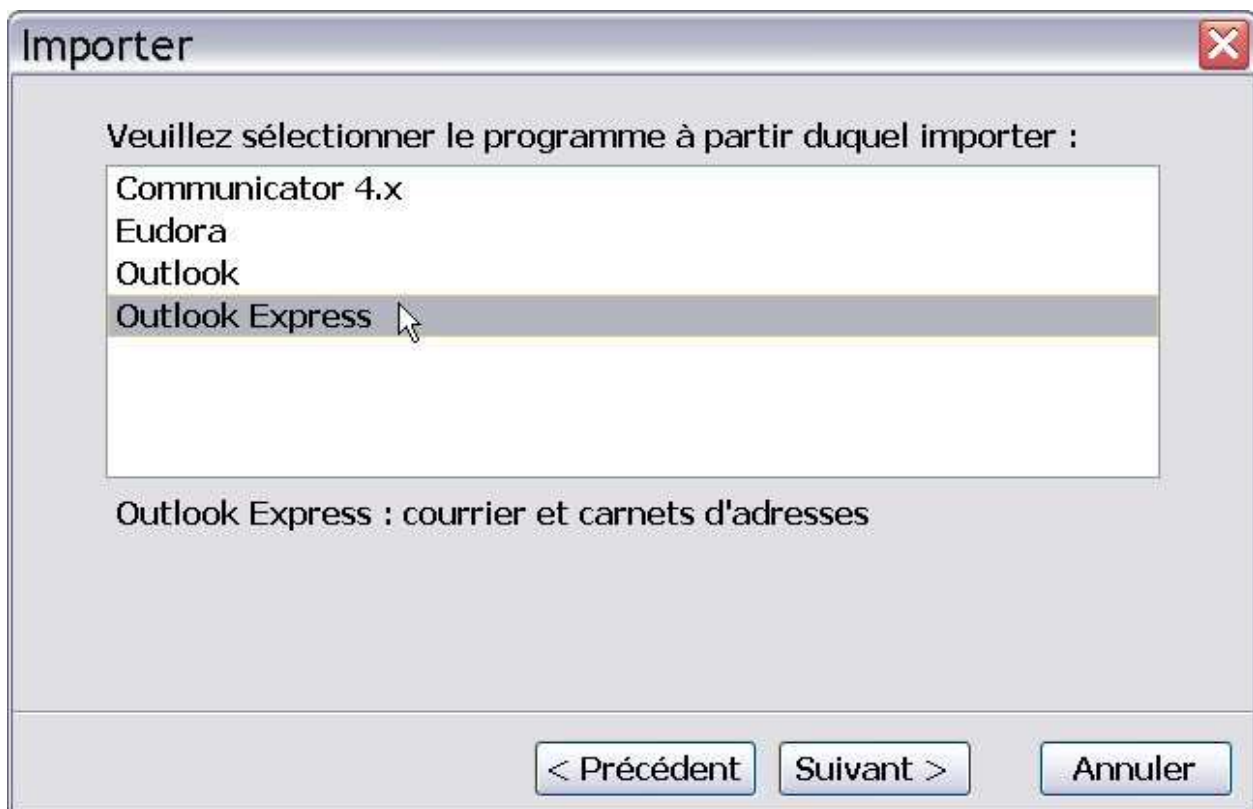 Importer
Veuillez sélectionner le programme à partir duquel importer :
Communicator 4.x
Eudora
Outlook
Outlook Express
Outlook Express : courrier et carnets d'adresses
< Précédent
Suivant >
Annuler